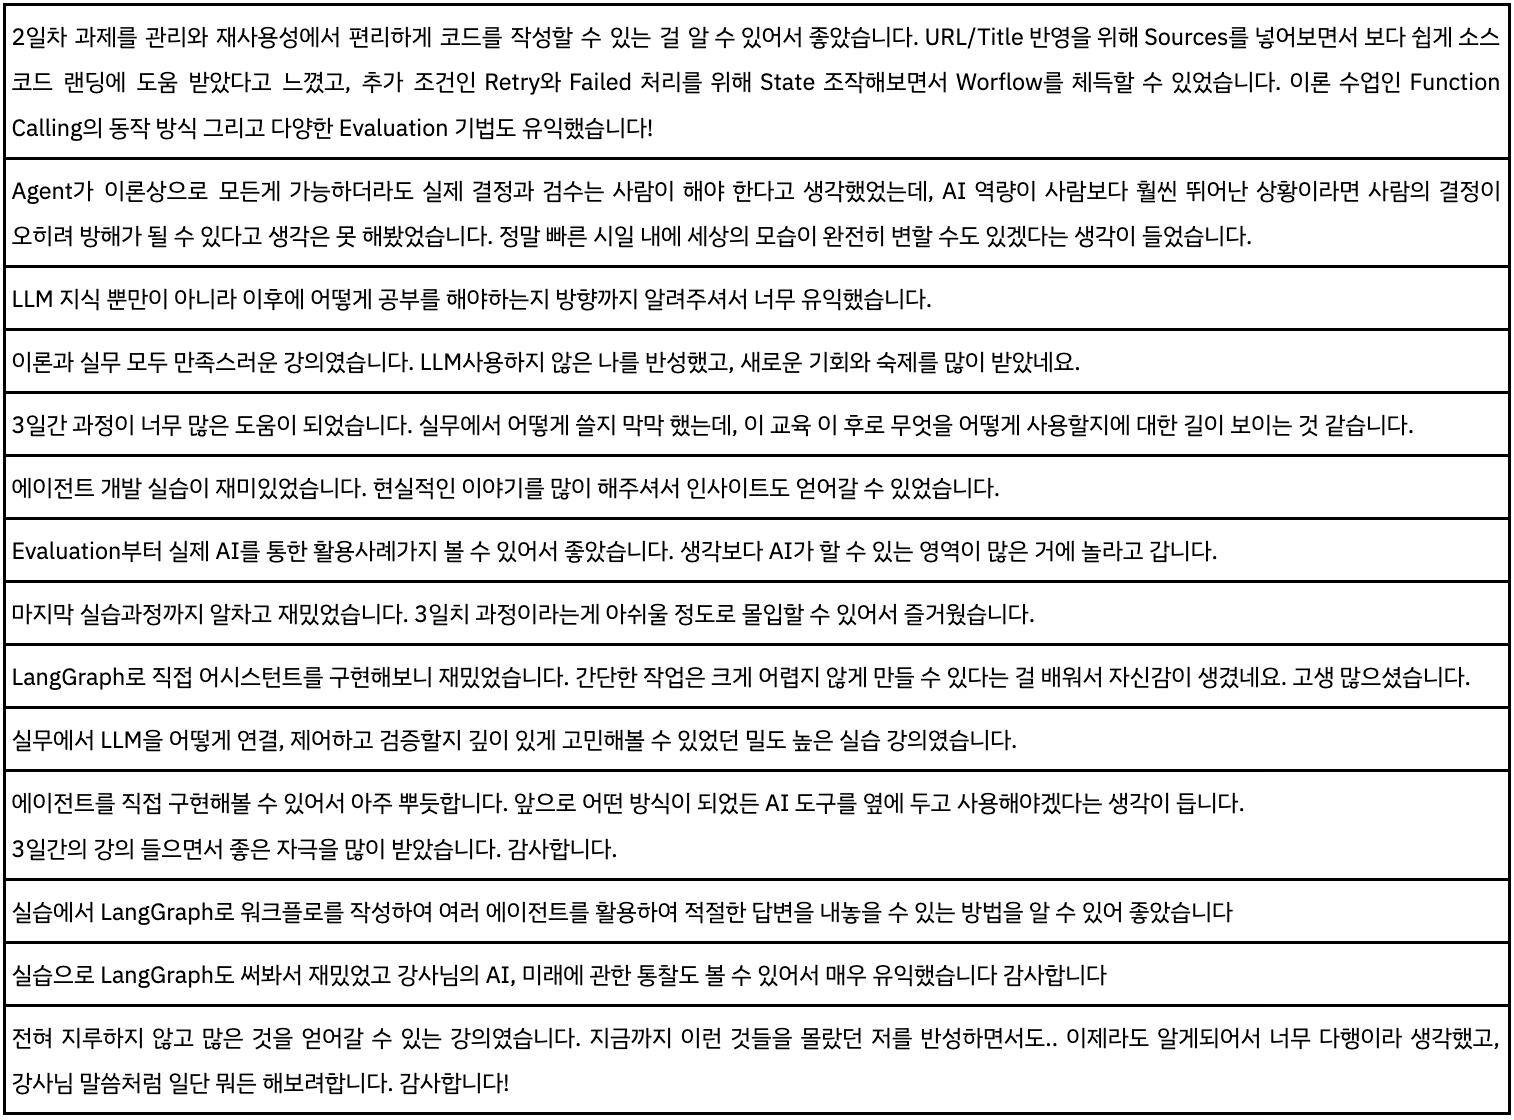 2일차 과제를 관리와 재사용성에서 편리하게 코드를 작성할 수 있는 걸 알 수 있어서 좋았습니다. URL/Title 반영을 위해 Sources를 넣어보면서 보다 쉽게 소스
코드 랜딩에 도움 받았다고 느꼈고, 추가 조건인 Retry와 Failed 처리를 위해 State 조작해보면서 Worflow를 체득할 수 있었습니다. 이론 수업인 Function
Calling의 동작 방식 그리고 다양한 Evaluation 기법도 유익했습니다!
Agent가 이론상으로 모든게 가능하더라도 실제 결정과 검수는 사람이 해야 한다고 생각했었는데, AI 역량이 사람보다 훨씬 뛰어난 상황이라면 사람의 결정이
오히려 방해가 될 수 있다고 생각은 못 해봤었습니다. 정말 빠른 시일 내에 세상의 모습이 완전히 변할 수도 있겠다는 생각이 들었습니다.
LLM 지식 뿐만이 아니라 이후에 어떻게 공부를 해야하는지 방향까지 알려주셔서 너무 유익했습니다.
이론과 실무 모두 만족스러운 강의였습니다. LLM사용하지 않은 나를 반성했고, 새로운 기회와 숙제를 많이 받았네요.
3일간 과정이 너무 많은 도움이 되었습니다. 실무에서 어떻게 쓸지 막막 했는데, 이 교육 이 후로 무엇을 어떻게 사용할지에 대한 길이 보이는 것 같습니다.
에이전트 개발 실습이 재미있었습니다. 현실적인 이야기를 많이 해주셔서 인사이트도 얻어갈 수 있었습니다.
Evaluation부터 실제 AI를 통한 활용사례가지 볼 수 있어서 좋았습니다. 생각보다 AI가 할 수 있는 영역이 많은 거에 놀라고 갑니다.
마지막 실습과정까지 알차고 재밌었습니다. 3일치 과정이라는게 아쉬울 정도로 몰입할 수 있어서 즐거웠습니다.
LangGraph로 직접 어시스턴트를 구현해보니 재밌었습니다. 간단한 작업은 크게 어렵지 않게 만들 수 있다는 걸 배워서 자신감이 생겼네요. 고생 많으셨습니다.
실무에서 LLM을 어떻게 연결, 제어하고 검증할지 깊이 있게 고민해볼 수 있었던 밀도 높은 실습 강의였습니다.
에이전트를 직접 구현해볼 수 있어서 아주 뿌듯합니다. 앞으로 어떤 방식이 되었든 AI 도구를 옆에 두고 사용해야겠다는 생각이 듭니다.
3일간의 강의 들으면서 좋은 자극을 많이 받았습니다. 감사합니다.
실습에서 LangGraph로 워크플로를 작성하여 여러 에이전트를 활용하여 적절한 답변을 내놓을 수 있는 방법을 알 수 있어 좋았습니다
실습으로 LangGraph도 써봐서 재밌었고 강사님의 AI, 미래에 관한 통찰도 볼 수 있어서 매우 유익했습니다 감사합니다
전혀 지루하지 않고 많은 것을 얻어갈 수 있는 강의였습니다. 지금까지 이런 것들을 몰랐던 저를 반성하면서도.. 이제라도 알게되어서 너무 다행이라 생각했고,
강사님 말씀처럼 일단 뭐든 해보려합니다. 감사합니다!